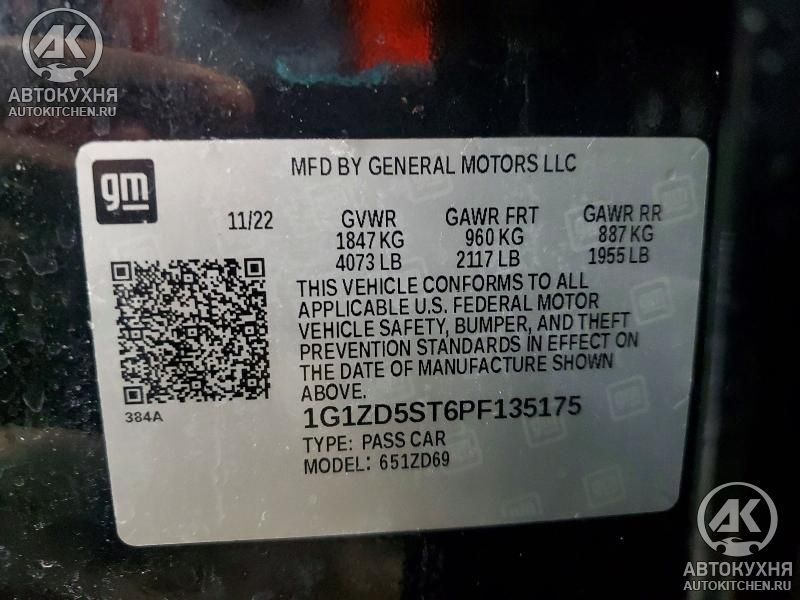 АК
АВТОКУХНЯ
AUTOKITCHEN.RU
gm
MFD BY GENERAL MOTORS LLC
11/22 GVWR GAWR FRT GAWR RR
1847 KG 960 KG 887 KG
4073 LB 2117 LB 1955 LB
THIS VEHICLE CONFORMS TO ALL
APPLICABLE U.S. FEDERAL MOTOR
VEHICLE SAFETY, BUMPER, AND THEFT
PREVENTION STANDARDS IN EFFECT ON
THE DATE OF MANUFACTURE SHOWN
ABOVE.
384A
1G1ZD5ST6PF135175
TYPE: PASS CAR
MODEL: 651ZD69
АК
АВТОКУХНЯ
AUTOKITCHEN.RU